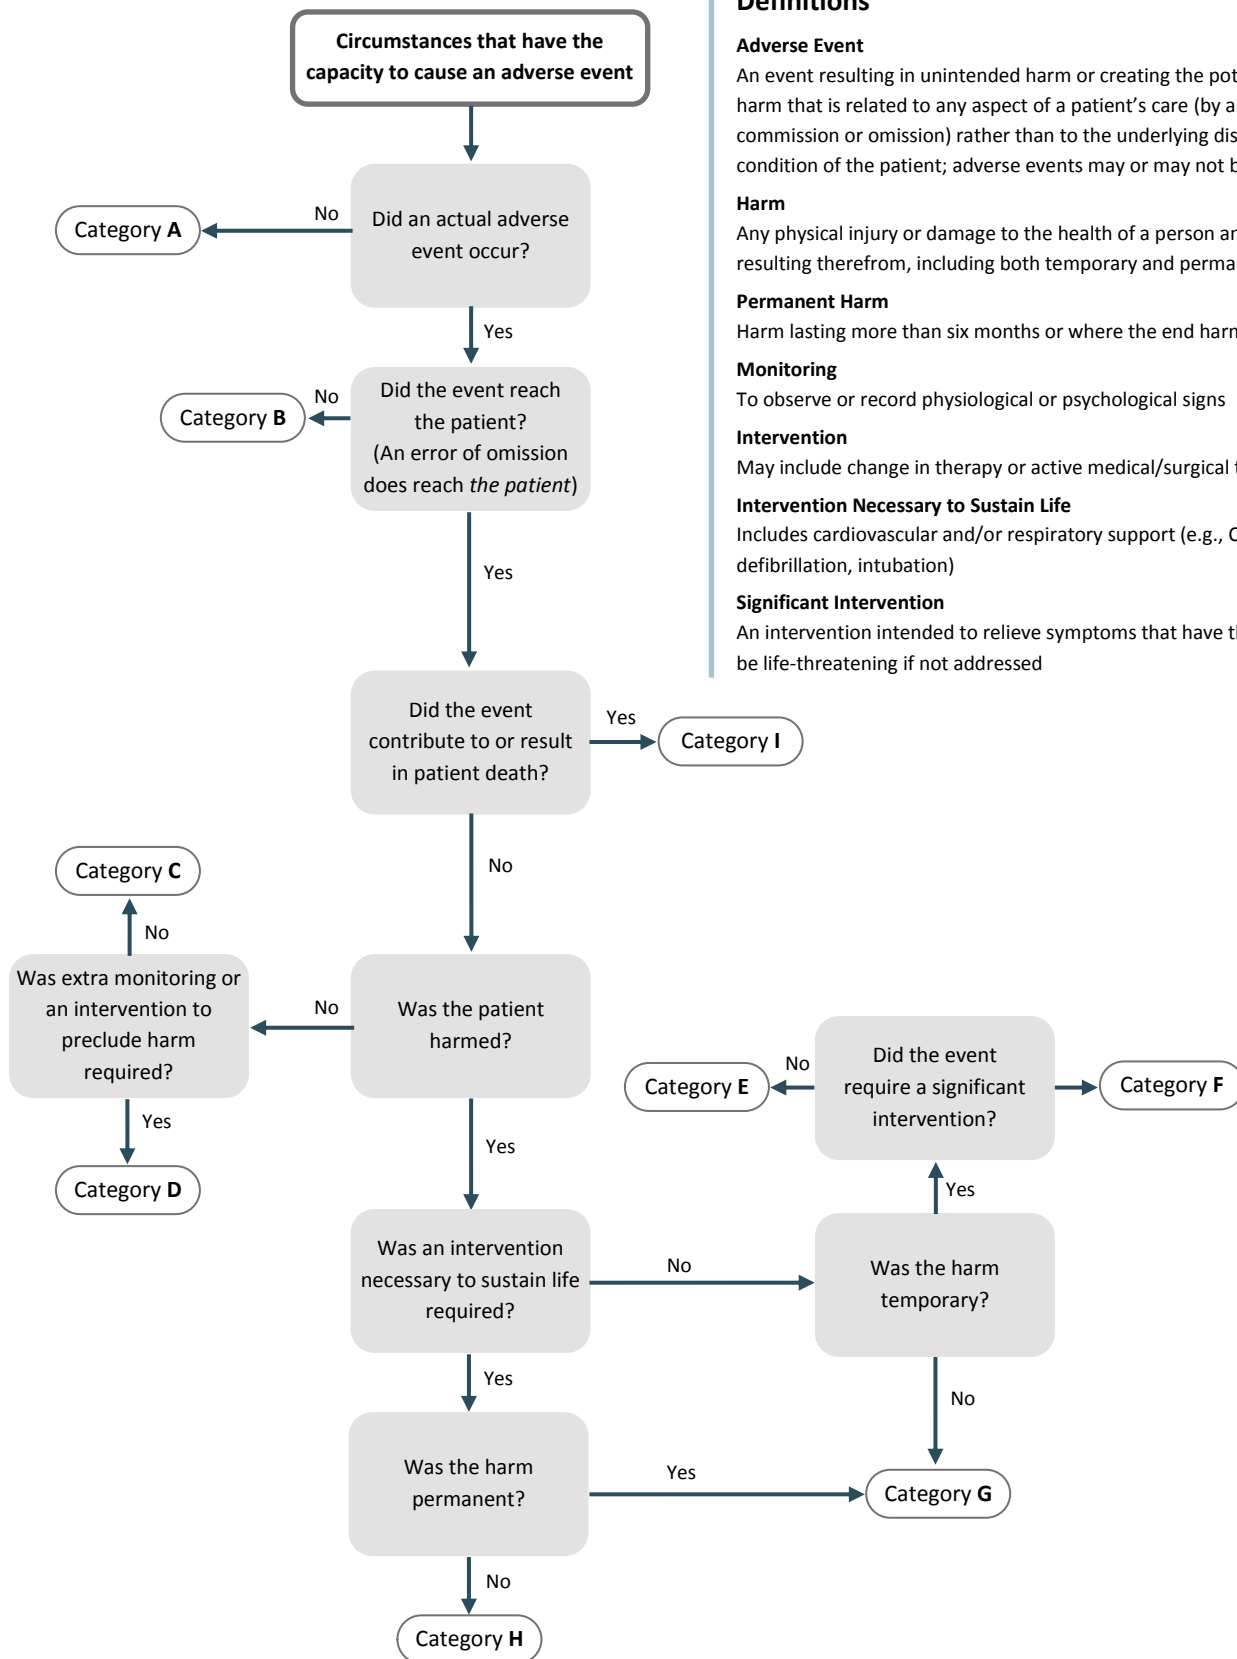 Circumstances that have the
capacity to cause an adverse event
Did an actual adverse
event occur?
No
Category A
Yes
Did the event reach
the patient?
(An error of omission
does reach the patient)
No
Category B
Yes
Did the event
contribute to or result
in patient death?
Yes
Category I
No
Was the patient
harmed?
No
Was extra monitoring or
an intervention to
preclude harm
required?
No
Category C
Yes
Category D
Yes
Was an intervention
necessary to sustain life
required?
No
Was the harm
temporary?
Yes
Did the event
require a significant
intervention?
No
Category E
Category F
No
Category G
Yes
Was the harm
permanent?
Yes
No
Category H
Definitions
Adverse Event
An event resulting in unintended harm or creating the
harm that is related to any aspect of a patient’s care (by
commission or omission) rather than to the underlying
condition of the patient; adverse events may or may not
Harm
Any physical injury or damage to the health of a person
resulting therefrom, including both temporary and
Permanent Harm
Harm lasting more than six months or where the end
Monitoring
To observe or record physiological or psychological signs
Intervention
May include change in therapy or active medical/surgical
Intervention Necessary to Sustain Life
Includes cardiovascular and/or respiratory support (e.g.,
defibrillation, intubation)
Significant Intervention
An intervention intended to relieve symptoms that have
be life-threatening if not addressed